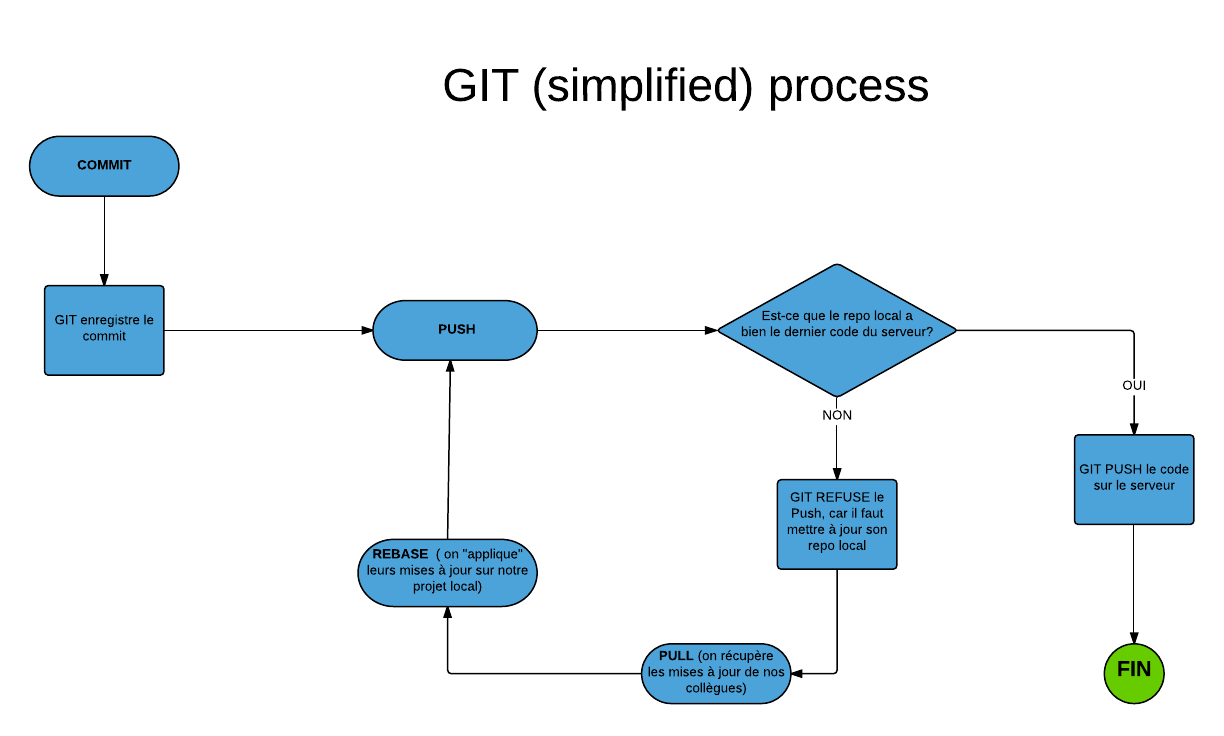 GIT (simplified) process
COMMIT
GIT enregistre le
commit
PUSH
Est-ce que le repo local a
bien le dernier code du serveur?
OUI
NON
GIT PUSH le code
sur le serveur
GIT REFUSE le
Push, car il faut
mettre à jour son
repo local
REBASE  ( on "applique"
leurs mises à jour sur notre
projet local)
PULL (on récupère
les mises à jour de nos
collègues)
FIN